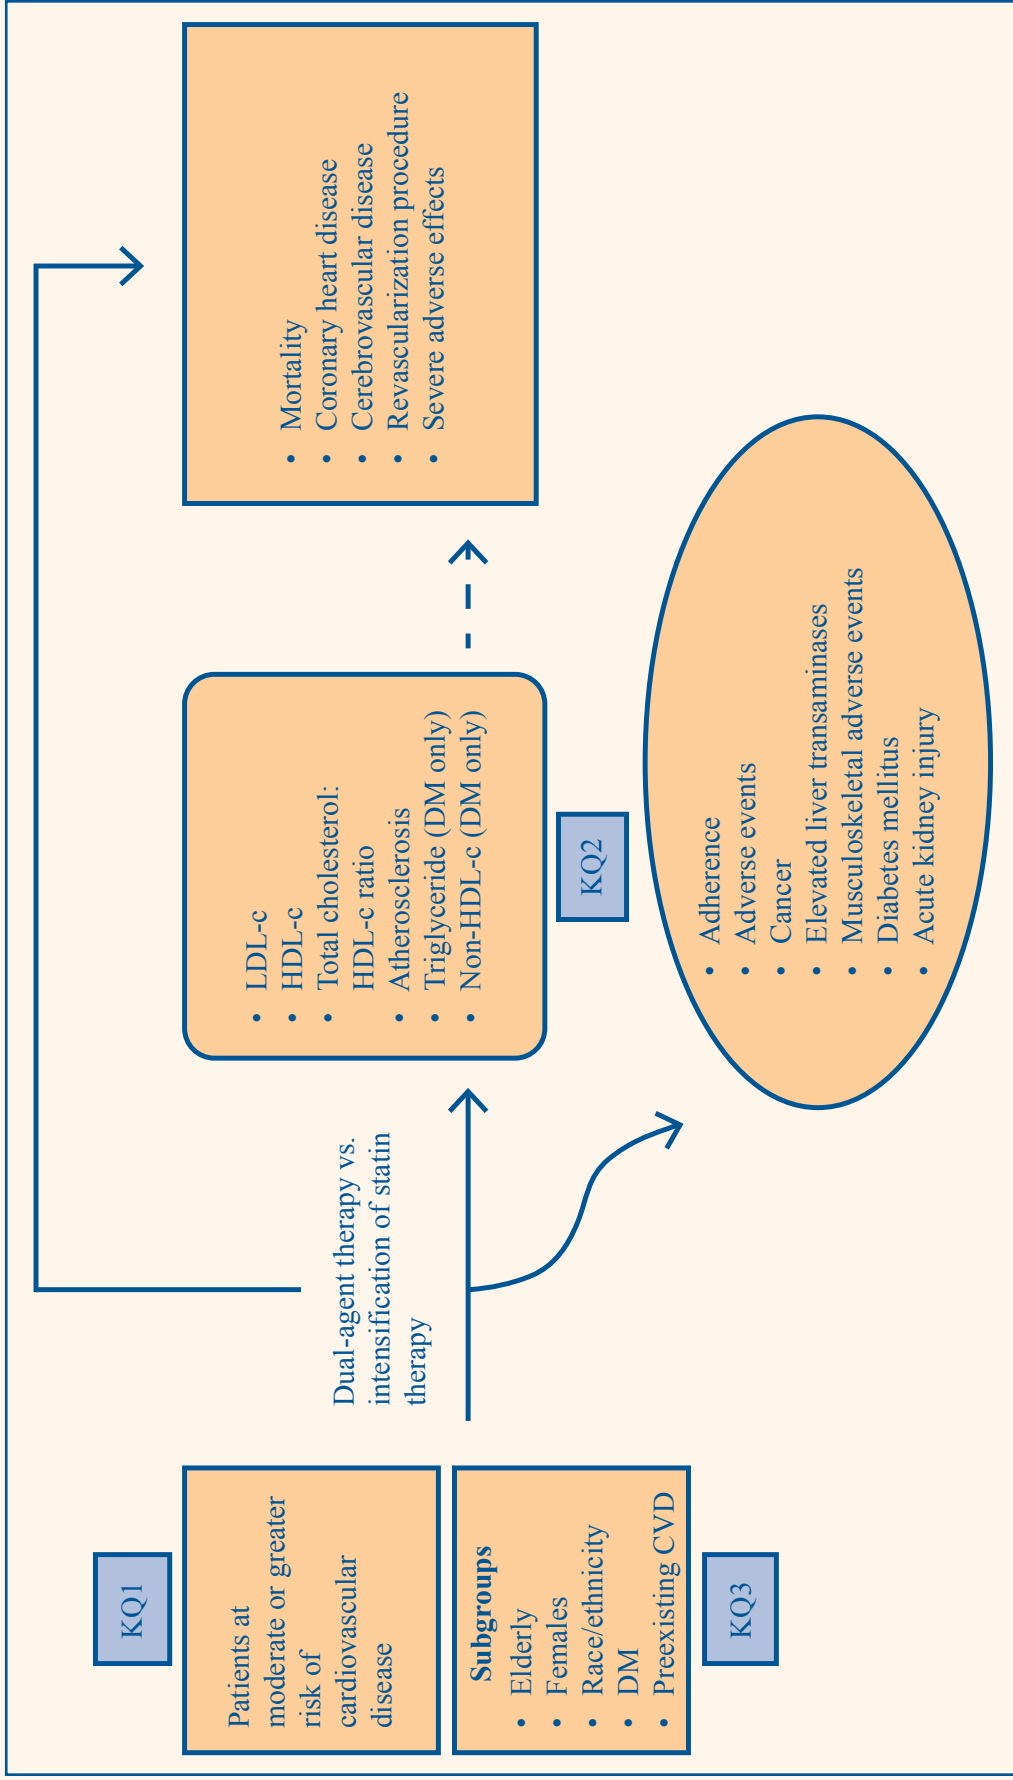 KQ1
Patients at
moderate or greater
risk of
cardiovascular
disease
Subgroups
• Elderly
• Females
• Race/ethnicity
• DM
• Preexisting CVD
KQ3
Dual-agent therapy vs.
intensification of statin
therapy
• LDL-c
• HDL-c
• Total cholesterol:
HDL-c ratio
• Atherosclerosis
• Triglyceride (DM only)
• Non-HDL-c (DM only)
KQ2
• Mortality
• Coronary heart disease
• Cerebrovascular disease
• Revascularization procedure
• Severe adverse effects
• Adherence
• Adverse events
• Cancer
• Elevated liver transaminases
• Musculoskeletal adverse events
• Diabetes mellitus
• Acute kidney injury